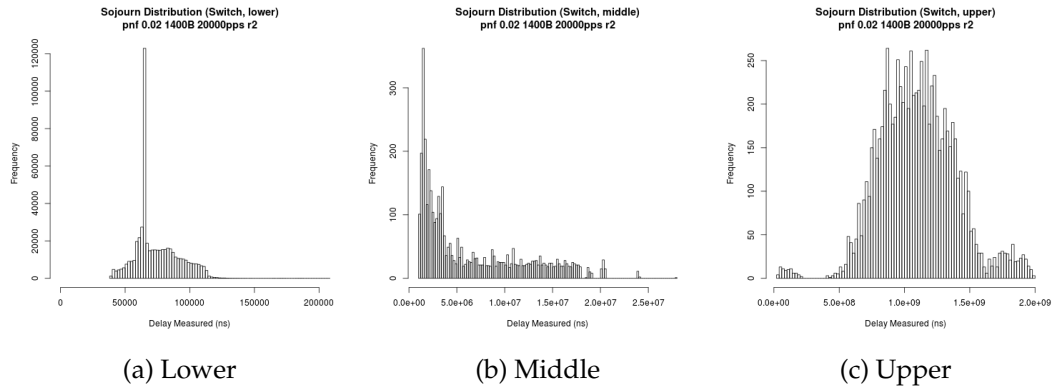 Sojourn Distribution (Switch, lower)
pnf 0.02 1400B 20000pps r2
Frequency
0
20000
40000
60000
80000
100000
120000
0
50000
100000
150000
200000
Delay Measured (ns)
(a) Lower
Sojourn Distribution (Switch, middle)
pnf 0.02 1400B 20000pps r2
Frequency
0
100
200
300
0.0e+00
5.0e+06
1.0e+07
1.5e+07
2.0e+07
2.5e+07
Delay Measured (ns)
(b) Middle
Sojourn Distribution (Switch, upper)
pnf 0.02 1400B 20000pps r2
Frequency
0
50
100
150
200
250
0.0e+00
5.0e+08
1.0e+09
1.5e+09
2.0e+09
Delay Measured (ns)
(c) Upper